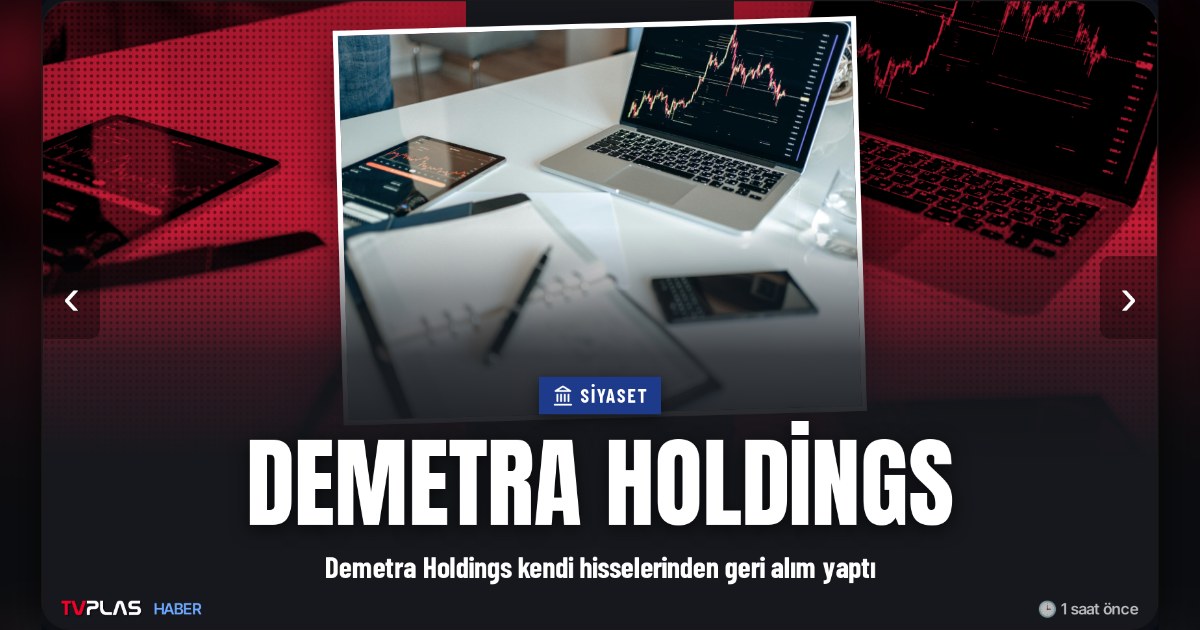 SİYASET
DEMETRA HOLDİNGS
Demetra Holdings kendi hisselerinden geri alım yaptı
TVPLAS HABER
1 saat önce